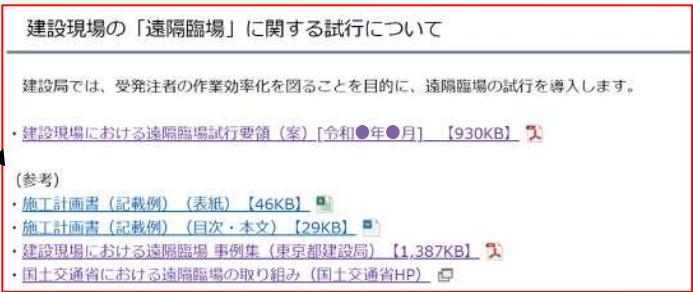 建設現場の「遠隔臨場」に関する試行について
建設局では、受発注者の作業効率化を図ることを目的に、遠隔臨場の試行を導入します。
・建設現場における遠隔臨場試行要領（案）[令和●年●月] 【930KB】
(参考)
・施工計画書（記載例）（表紙）【46KB】
・施工計画書（記載例）（目次・本文）【29KB】
・建設現場における遠隔臨場 事例集（東京都建設局）【1,387KB】
・国土交通省における遠隔臨場の取り組み（国土交通省HP）